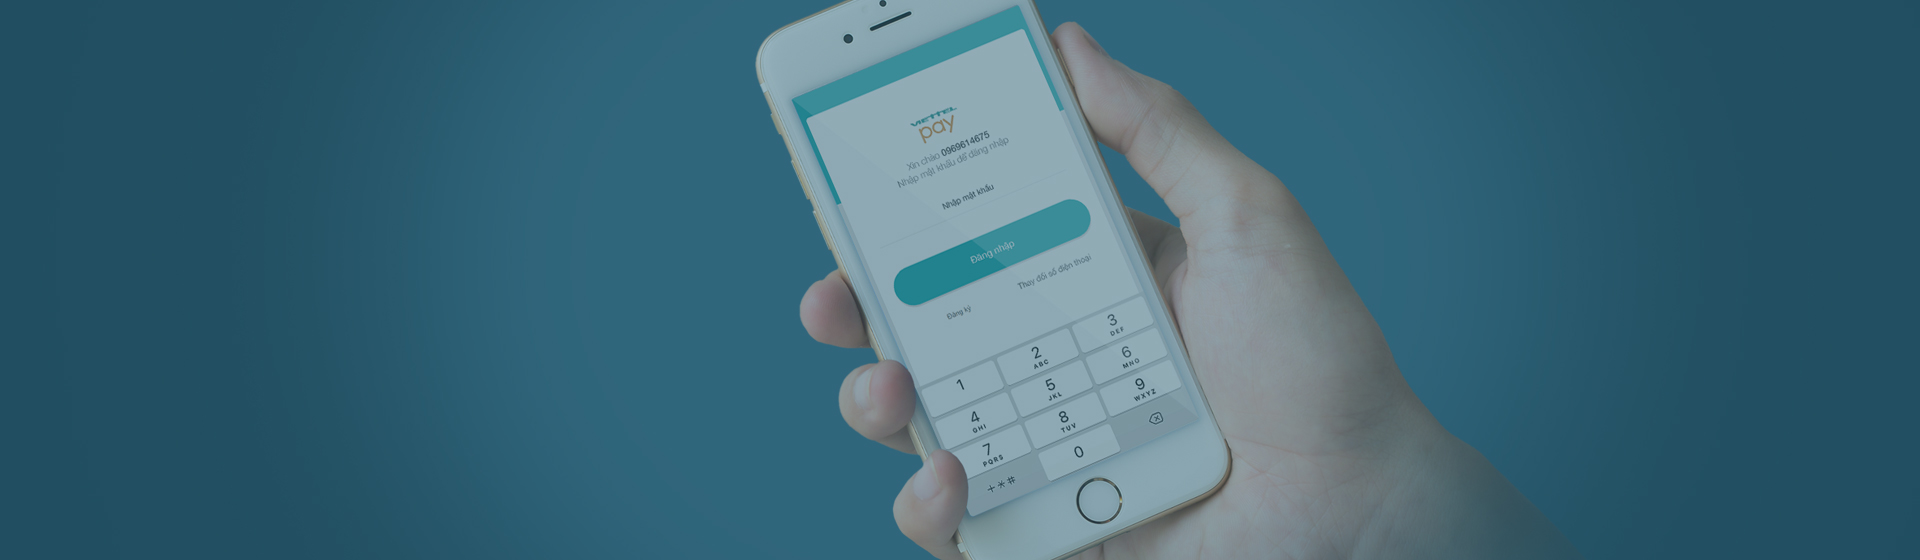 VIETTEL
pay
Xin chào 0969614675
Nhập mật khẩu để đăng nhập
Nhập mật khẩu
Đăng nhập
Đăng ký
Thay đổi số điện thoại
1
2
ABC
3
DEF
4
GHI
5
JKL
6
MNO
7
PQRS
8
TUV
9
WXYZ
+*#
0